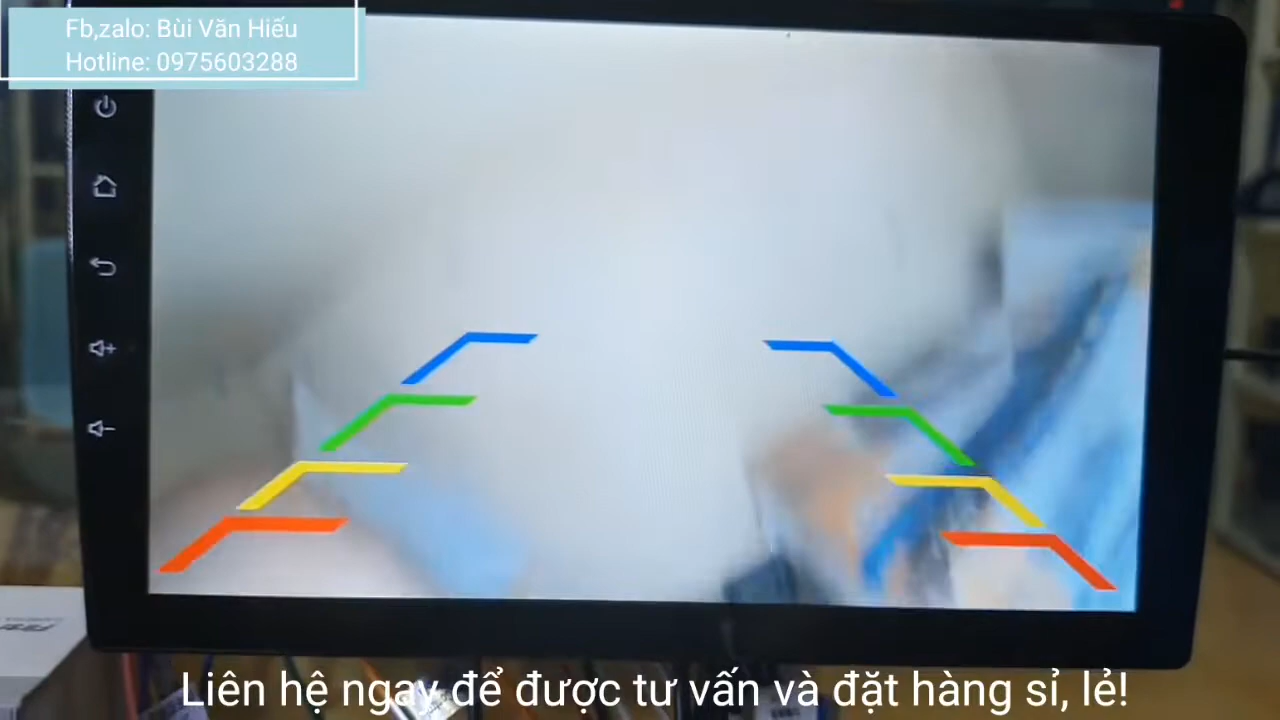 Fb,zalo: Bùi Văn Hiếu
Hotline: 0975603288
Liên hệ ngay để được tư vấn và đặt hàng sỉ, lẻ!